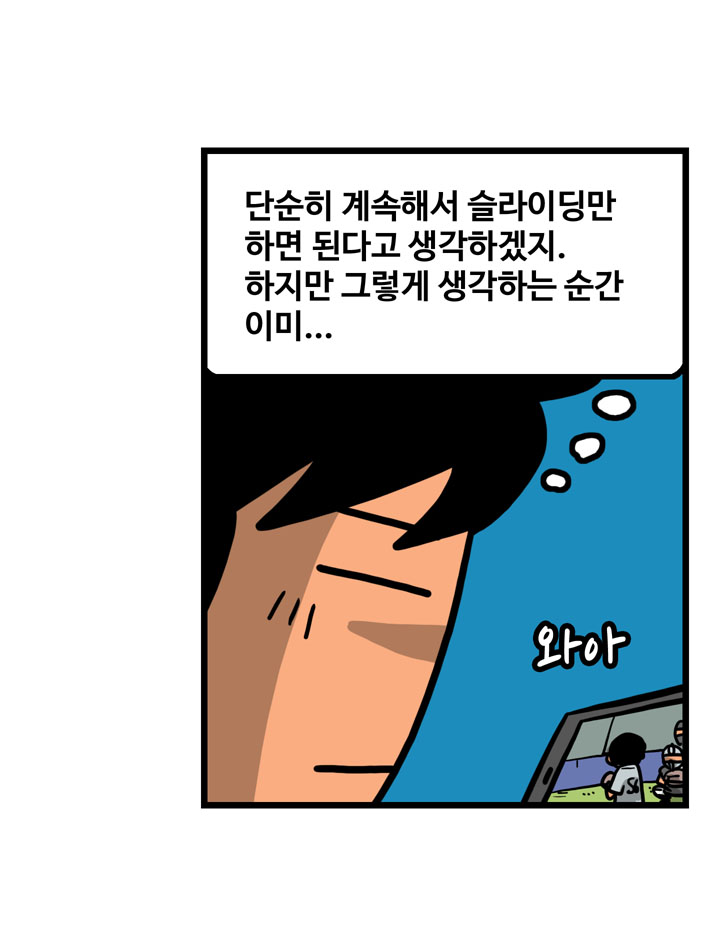 단순히 계속해서 슬라이딩만
하면 된다고 생각하겠지.
하지만 그렇게 생각하는 순간
이미...
와아